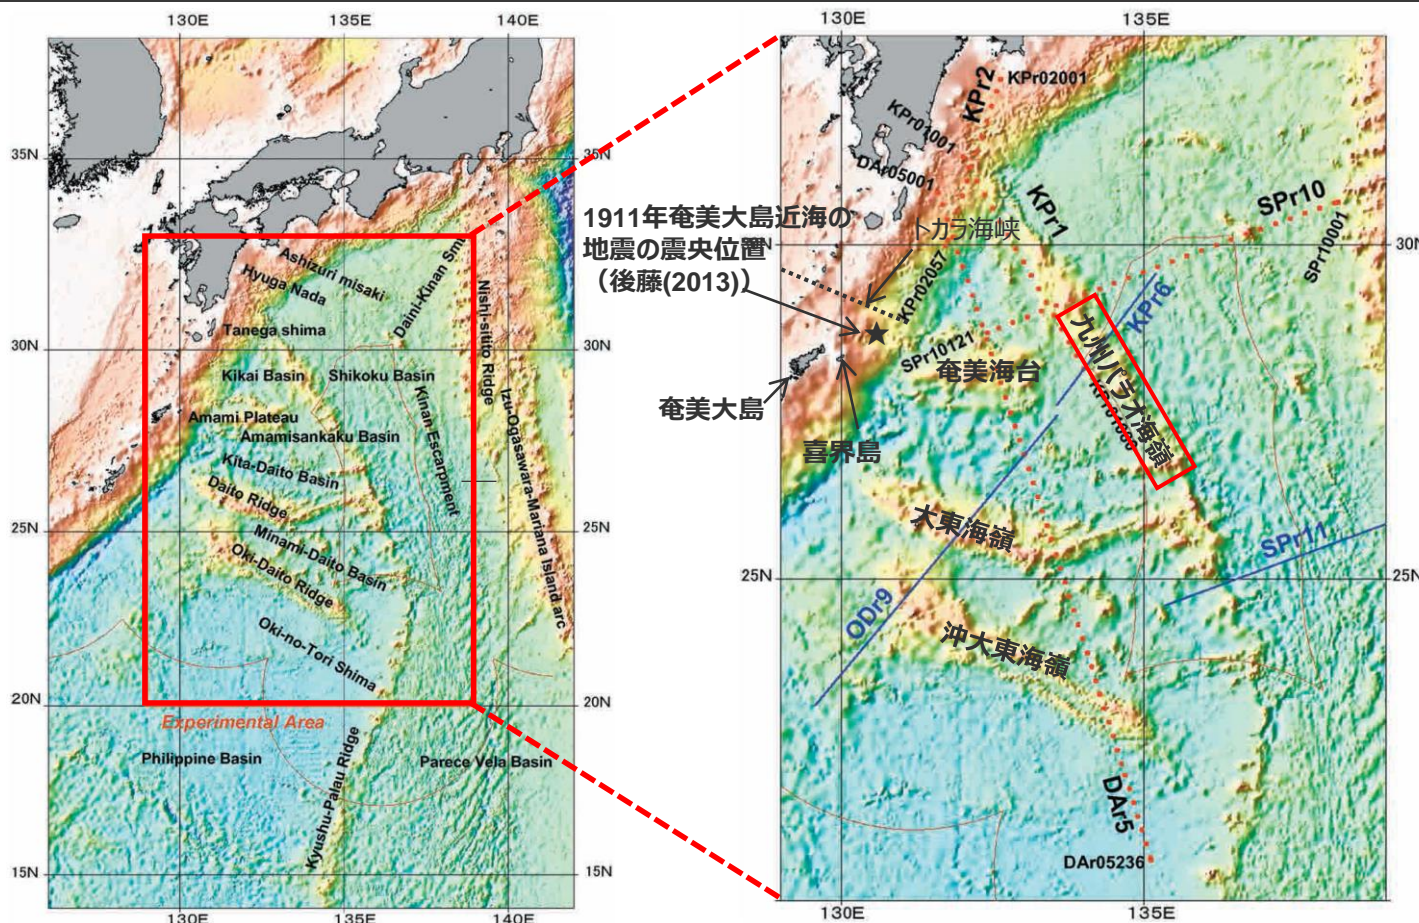 130E
135E
140E
35N
30N
25N
20N
15N
Ashizuri misaki
Hyuga Nada
Tanega shima
Daini-Kinan Smt
Nishi-sitito Ridge
Kikai Basin
Shikoku Basin
Izu-Ogasawara-Mariana Island arc
Kinan Escarpment
Amami Plateau
Amamisankaku Basin
Kita-Daito Basin
Daito Ridge
Minami-Daito Basin
Oki-Daito Ridge
Oki-no-Tori Shima
Experimental Area
Philippine Basin
Kyushu-Palau Ridge
Parece Vela Basin
35N
30N
25N
20N
15N
130E
135E
140E
130E
135E
KPr2
KPr02001
KPr01001
DAr05001
KPr1
SPr10
SPr10001
1911年奄美大島近海の
地震の震央位置
(後藤(2013))
トカラ海峡
30N
KPr02057
KPr6
SPr10121
奄美海台
九州パラオ海嶺
奄美大島
喜界島
大東海嶺
SPr11
25N
25N
ODr9
沖大東海嶺
DAr5
DAr05236
130E
135E